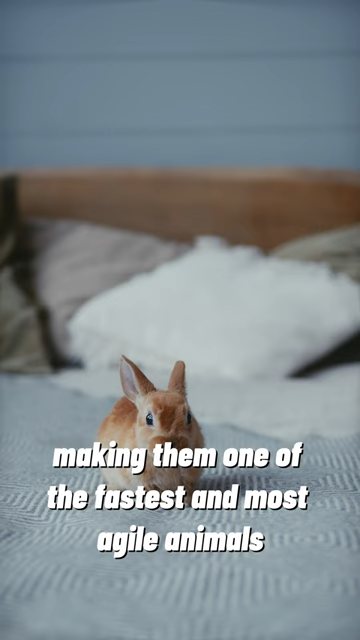 making them one of
the fastest and most
agile animals